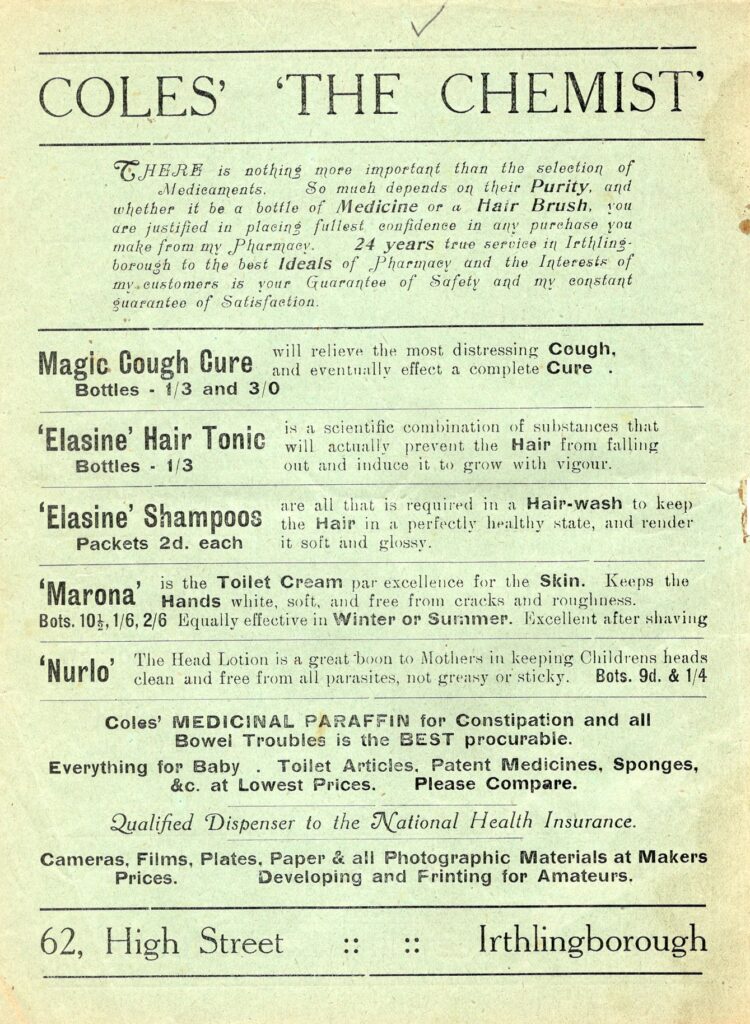 COLES' 'THE CHEMIST'
THERE is nothing more important than the selection of
Medicaments. So much depends on their Purity, and
whether it be a bottle of Medicine or a Hair Brush, you
are justified in placing fullest confidence in any purchase you
make from my Pharmacy. 24 years true service in Irthling-
borough to the best Ideals of Pharmacy and the Interests of
my customers is your Guarantee of Safety and my constant
guarantee of Satisfaction.
Magic Cough Cure will relieve the most distressing Cough,
and eventually effect a complete Cure .
Bottles - 1/3 and 3/0
'Elasine' Hair Tonic is a scientific combination of substances that
will actually prevent the Hair from falling
Bottles - 1/3 out and induce it to grow with vigour.
'Elasine' Shampoos are all that is required in a Hair-wash to keep
the Hair in a perfectly healthy state, and render
Packets 2d. each it soft and glossy.
'Marona' is the Toilet Cream par excellence for the Skin. Keeps the
Hands white, soft, and free from cracks and roughness.
Bots. 10½, 1/6, 2/6 Equally effective in Winter or Summer. Excellent after shaving
'Nurlo' The Head Lotion is a great boon to Mothers in keeping Childrens heads
clean and free from all parasites, not greasy or sticky. Bots. 9d. & 1/4
Coles' MEDICINAL PARAFFIN for Constipation and all
Bowel Troubles is the BEST procurable.
Everything for Baby . Toilet Articles, Patent Medicines, Sponges,
&c. at Lowest Prices. Please Compare.
Qualified Dispenser to the National Health Insurance.
Cameras, Films, Plates, Paper & all Photographic Materials at Makers
Prices. Developing and Printing for Amateurs.
62, High Street :: :: Irthlingborough